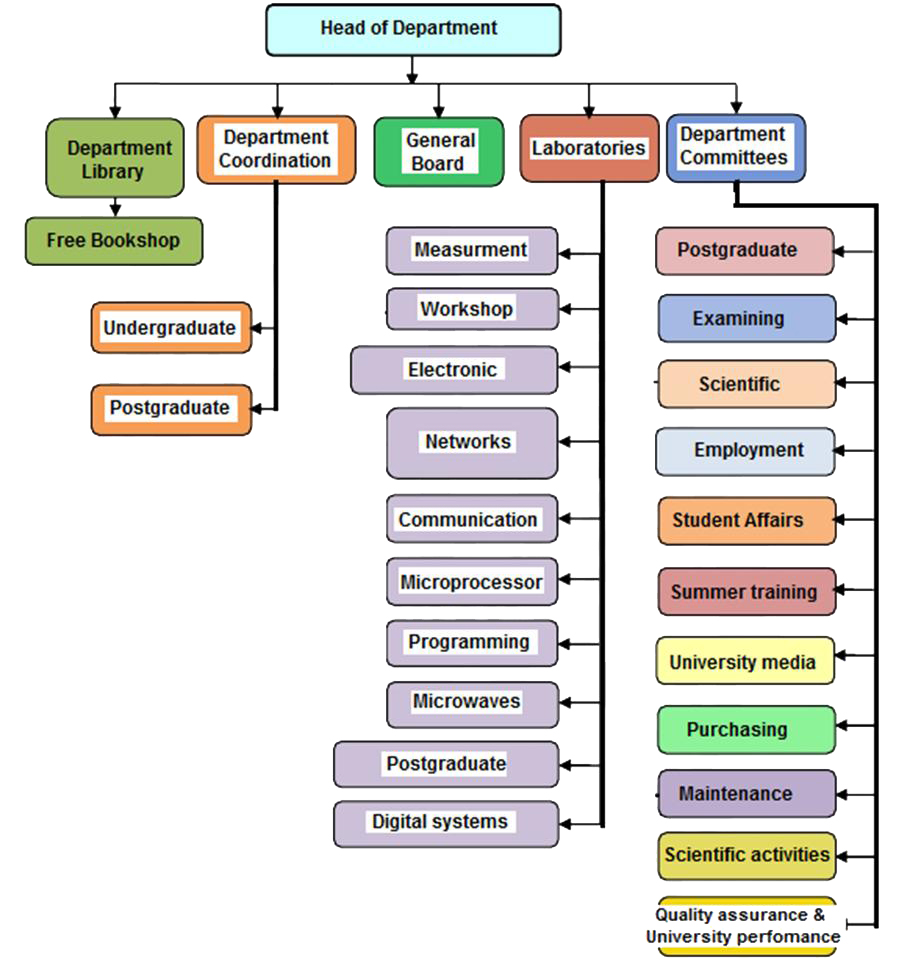 Head of Department
Department
Library
Department
Coordination
General
Board
Laboratories
Department
Committees
Free Bookshop
Undergraduate
Postgraduate
Measurment
Workshop
Electronic
Networks
Communication
Microprocessor
Programming
Microwaves
Postgraduate
Digital systems
Postgraduate
Examining
Scientific
Employment
Student Affairs
Summer training
University media
Purchasing
Maintenance
Scientific activities
Quality assurance &
University perfomance